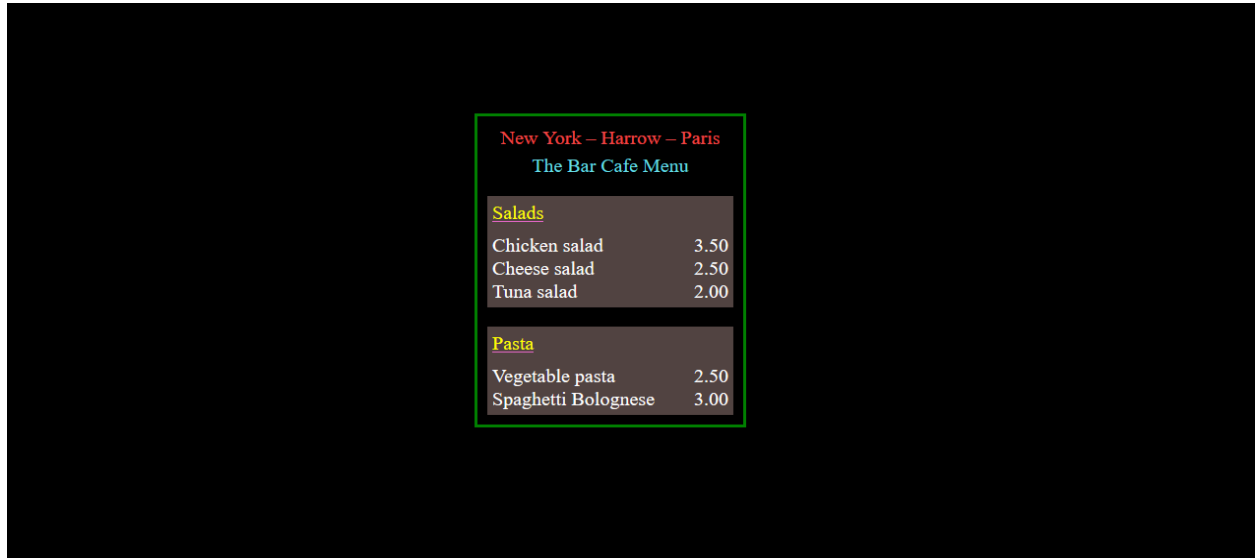 New York – Harrow – Paris
The Bar Cafe Menu
Salads
Chicken salad 3.50
Cheese salad 2.50
Tuna salad 2.00
Pasta
Vegetable pasta 2.50
Spaghetti Bolognese 3.00